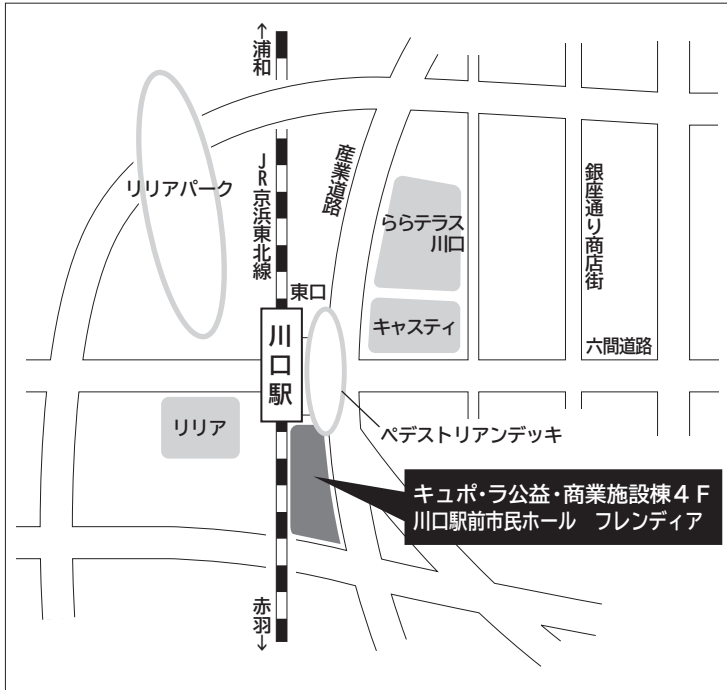 ↑浦和
JR京浜東北線
産業道路
リリアパーク
ららテラス
川口
銀座通り商店街
東口
キャスティ
川口駅
六間道路
リリア
ペデストリアンデッキ
キュポ・ラ公益・商業施設棟4F
川口駅前市民ホール　フレンディア
赤羽→